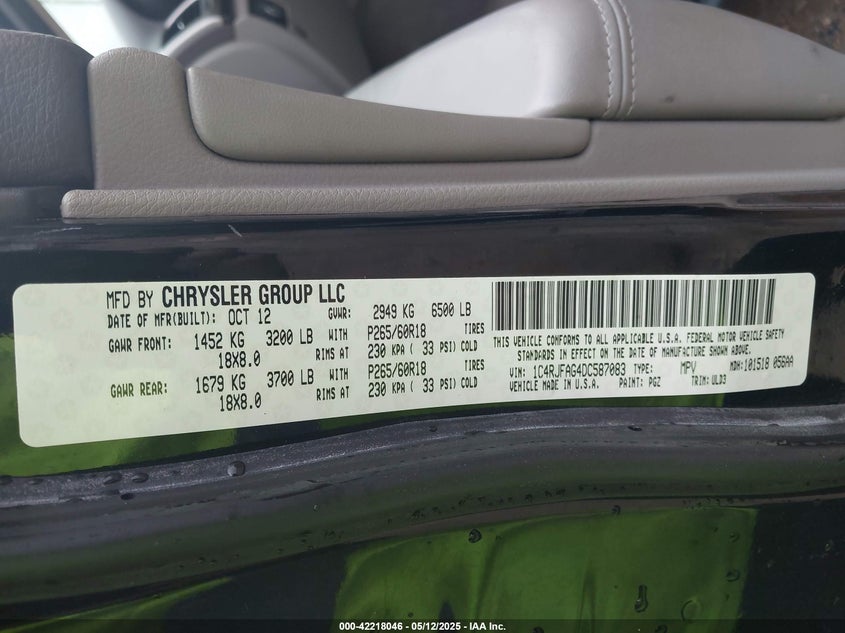 MFD BY CHRYSLER GROUP LLC
DATE OF MFR(BUILT): OCT 12 GVWR: 2949 KG 6500 LB
GAWR FRONT: 1452 KG 3200 LB WITH P265/60R18 TIRES
18X8.0 RIMS AT 230 KPA ( 33 PSI) COLD
GAWR REAR: 1679 KG 3700 LB WITH P265/60R18 TIRES
18X8.0 RIMS AT 230 KPA ( 33 PSI) COLD
THIS VEHICLE CONFORMS TO ALL APPLICABLE U.S.A. FEDERAL MOTOR VEHICLE SAFETY
STANDARDS IN EFFECT ON THE DATE OF MANUFACTURE SHOWN ABOVE.
VIN: 1C4RJFAG4DC587083 TYPE: MPV MDH: 101518 056AA
VEHICLE MADE IN U.S.A. PAINT: PGZ TRIM: ULD3
000-42218046 - 05/12/2025 - IAA Inc.